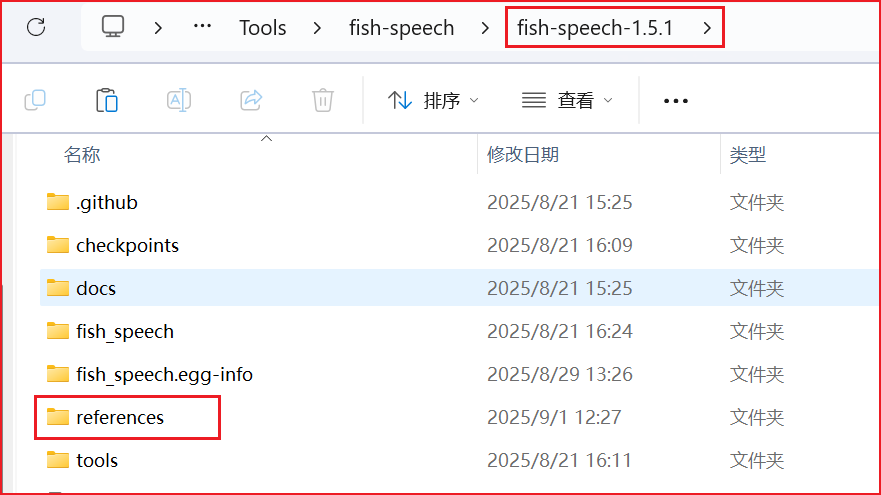 ··· Tools fish-speech fish-speech-1.5.1
排序 查看 ···
名称 修改日期 类型
.github 2025/8/21 15:25 文件夹
checkpoints 2025/8/21 16:09 文件夹
docs 2025/8/21 15:25 文件夹
fish_speech 2025/8/21 16:24 文件夹
fish_speech.egg-info 2025/8/29 13:26 文件夹
references 2025/9/1 12:27 文件夹
tools 2025/8/21 16:11 文件夹